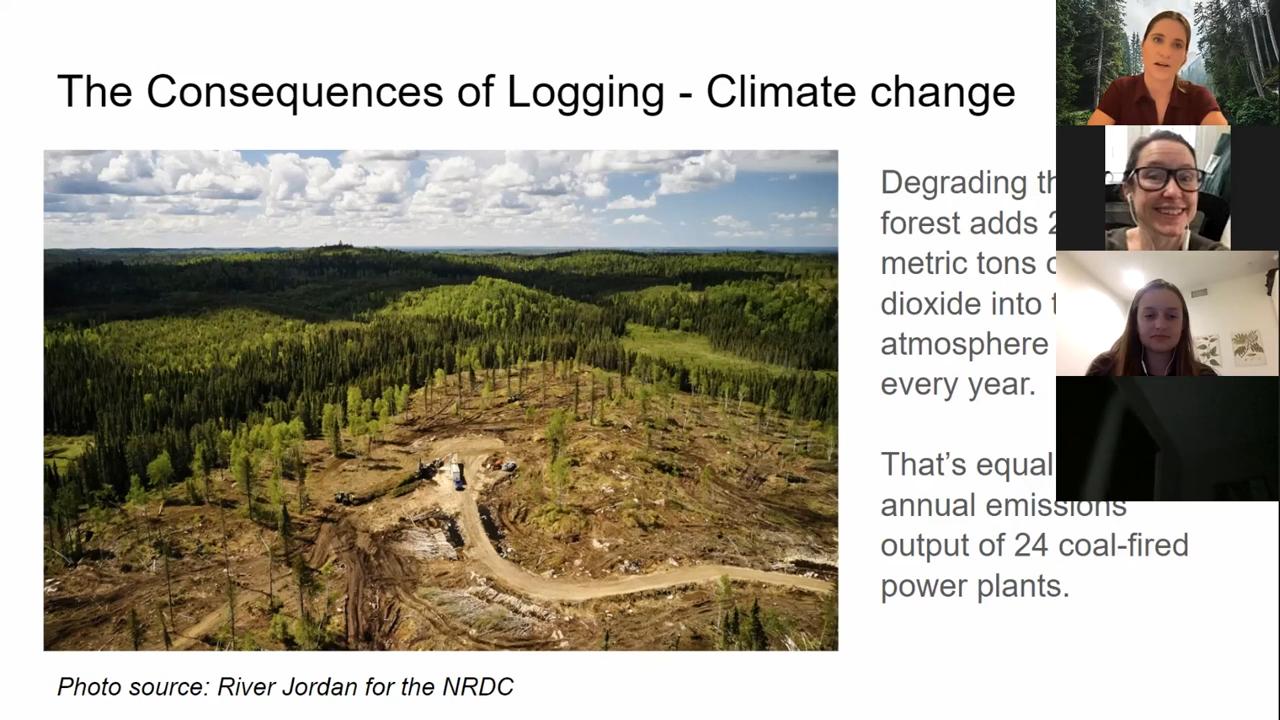 The Consequences of Logging - Climate change
Degrading th
forest adds 2
metric tons
dioxide into
atmosphere
every year.
That’s equal
annual emissions
output of 24 coal-fired
power plants.
Photo source: River Jordan for the NRDC